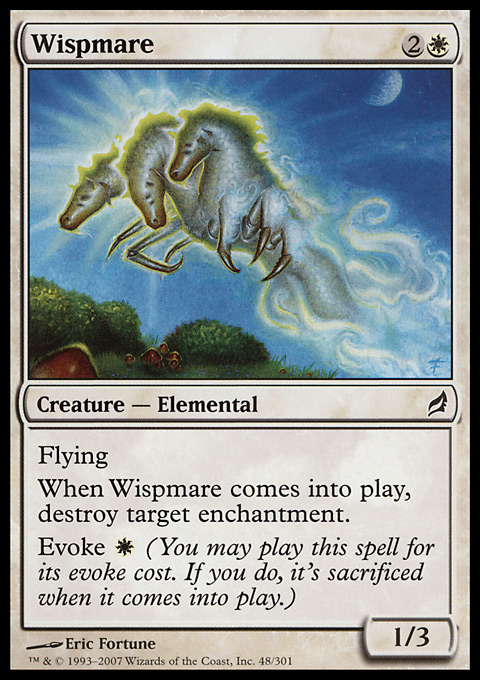 Wispmare 2
Creature — Elemental
Flying
When Wispmare comes into play,
destroy target enchantment.
Evoke (You may play this spell for
its evoke cost. If you do, it's sacrificed
when it comes into play.)
Eric Fortune
1/3
™ & © 1993–2007 Wizards of the Coast, Inc. 48/301